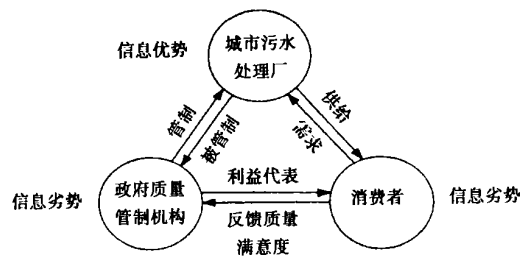 信息优势
城市污水
处理厂
管制
被管制
供给
需求
信息劣势
政府质量
管制机构
利益代表
反馈质量
满意度
消费者
信息劣势